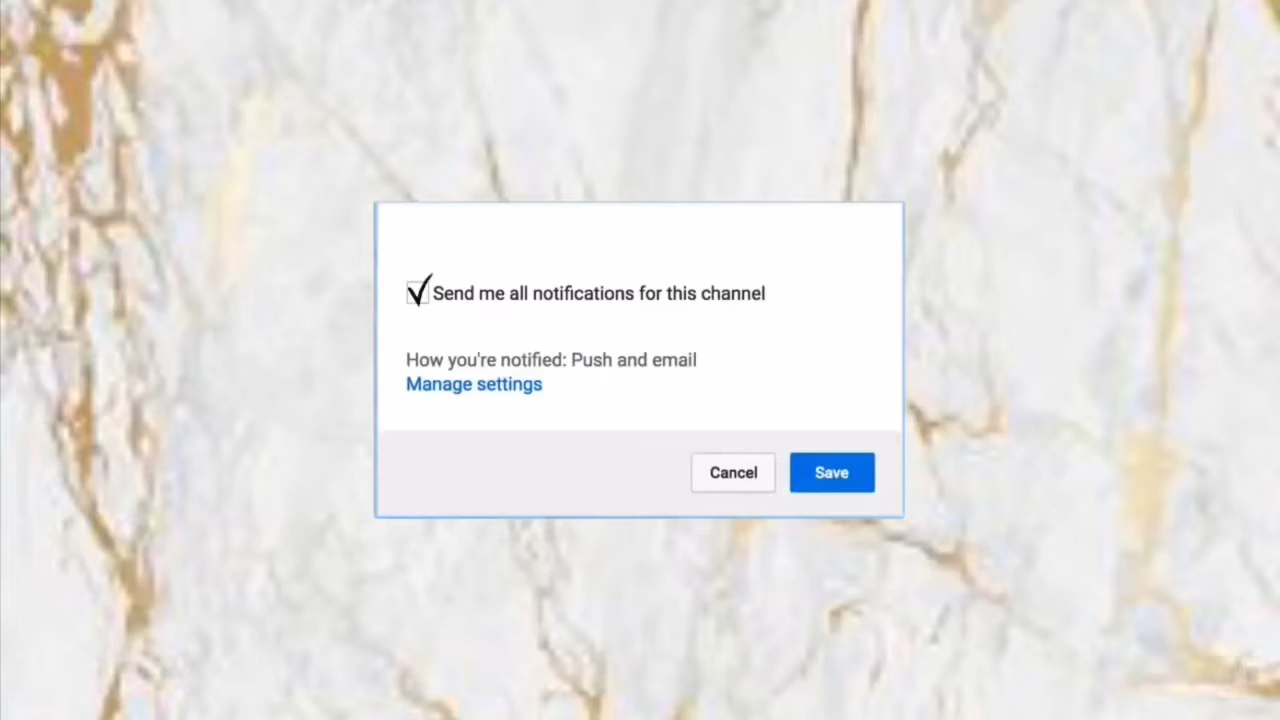 Send me all notifications for this channel
How you're notified: Push and email
Manage settings
Cancel Save